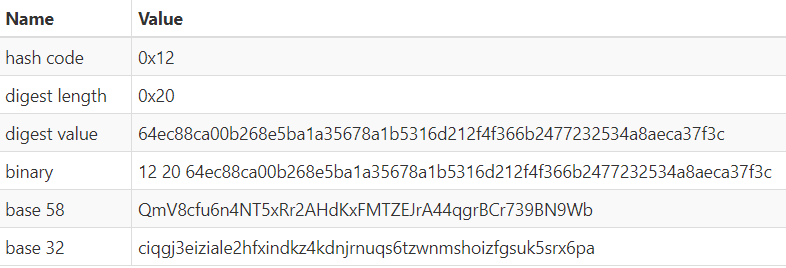 Name Value
hash code 0x12
digest length 0x20
digest value 64ec88ca00b268e5ba1a35678a1b5316d212f4f366b2477232534a8aeca37f3c
binary 12 20 64ec88ca00b268e5ba1a35678a1b5316d212f4f366b2477232534a8aeca37f3c
base 58 QmV8cfu6n4NT5xRr2AHdKxFMTZEJrA44qgrBCr739BN9Wb
base 32 ciqgj3eiziale2hfxindkz4kdnjrnuqs6tzwnmshoizfgsuk5srx6pa